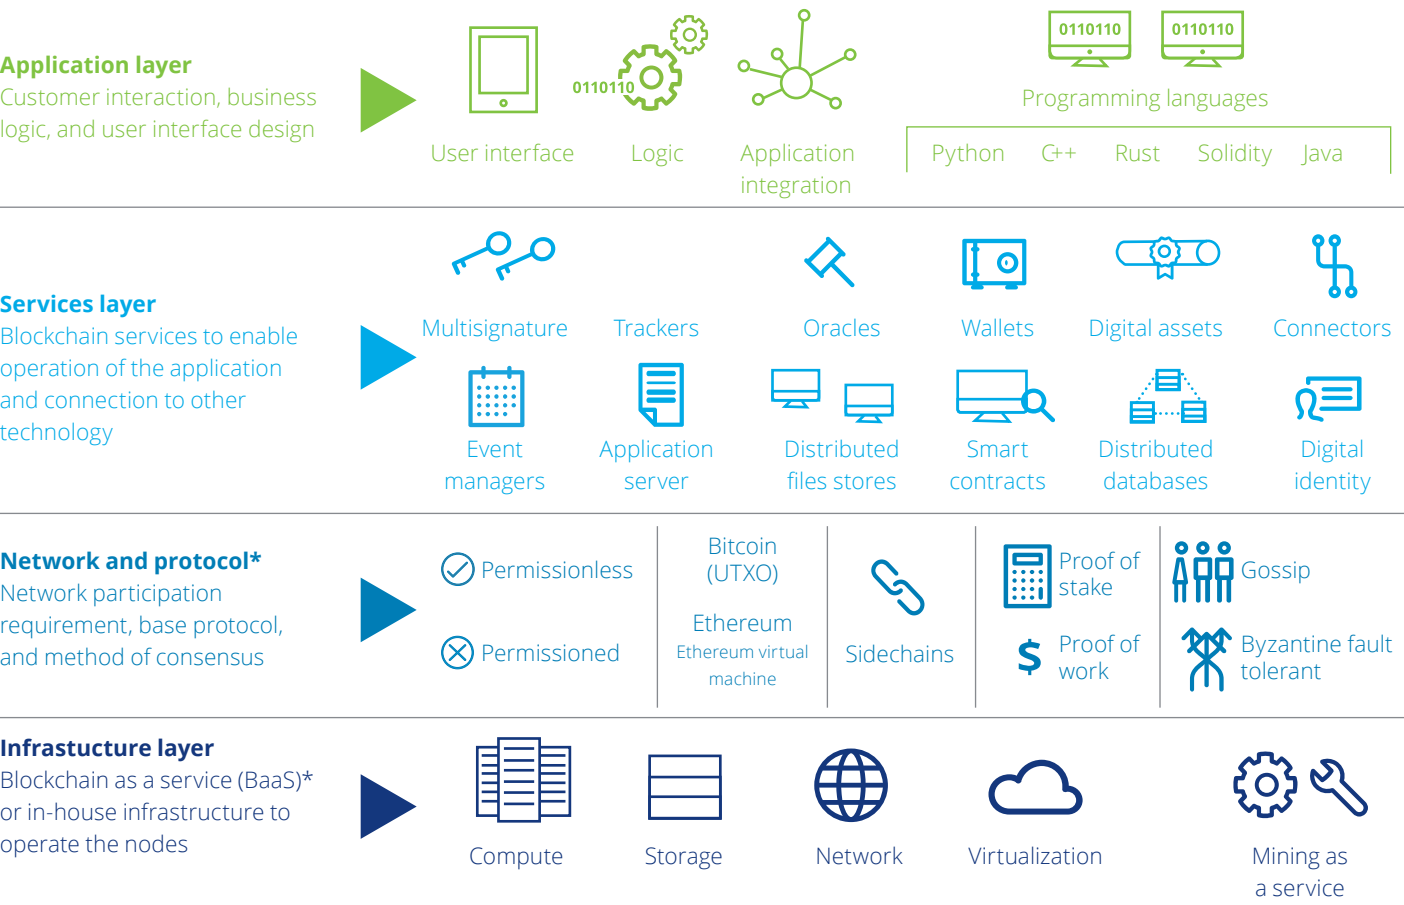 Application layer
Customer interaction, business
logic, and user interface design
0110110
0110110
0110110
Programming languages
User interface
Logic
Application
integration
Python
C++
Rust
Solidity
Java
Services layer
Blockchain services to enable
operation of the application
and connection to other
technology
Multisignature
Trackers
Oracles
Wallets
Digital assets
Connectors
Event
managers
Application
server
Distributed
files stores
Smart
contracts
Distributed
databases
Digital
identity
Network and protocol*
Network participation
requirement, base protocol,
and method of consensus
Permissionless
Permissioned
Bitcoin
(UTXO)
Ethereum
Ethereum virtual
machine
Sidechains
Proof of
stake
$
Proof of
work
Gossip
Byzantine fault
tolerant
Infrastucture layer
Blockchain as a service (BaaS)*
or in-house infrastructure to
operate the nodes
Compute
Storage
Network
Virtualization
Mining as
a service